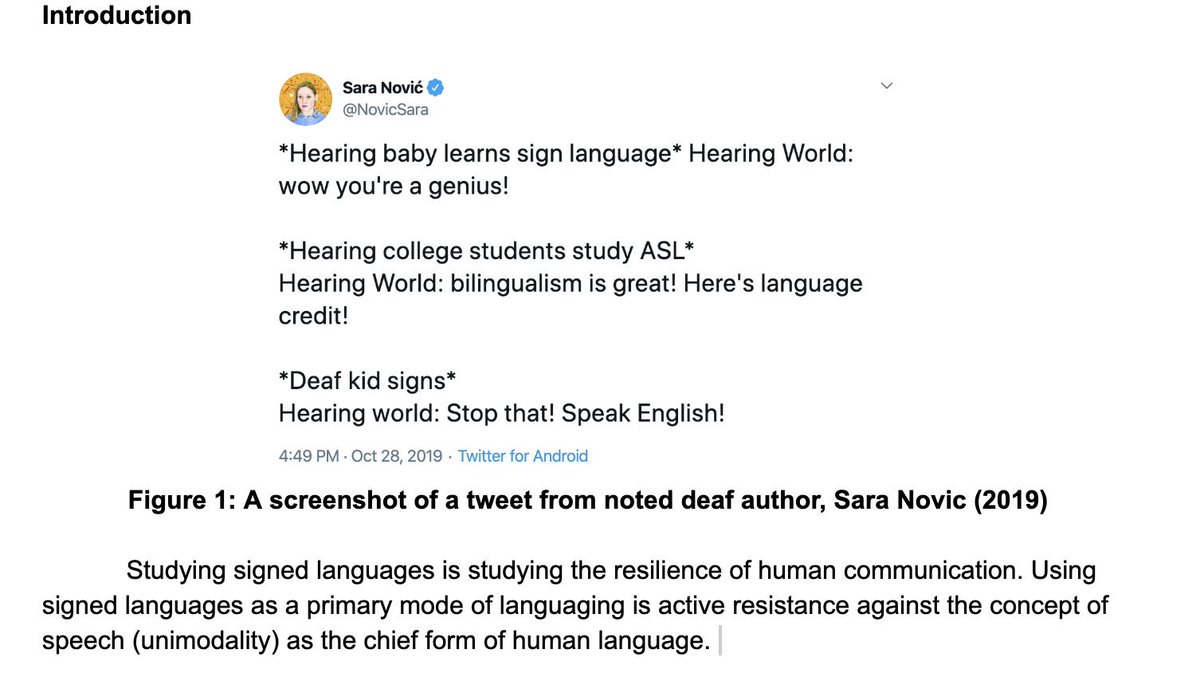 Introduction
Sara Nović
@NovicSara
*Hearing baby learns sign language* Hearing World:
wow you're a genius!
*Hearing college students study ASL*
Hearing World: bilingualism is great! Here's language
credit!
*Deaf kid signs*
Hearing world: Stop that! Speak English!
4:49 PM · Oct 28, 2019 · Twitter for Android
Figure 1: A screenshot of a tweet from noted deaf author, Sara Novic (2019)
Studying signed languages is studying the resilience of human communication. Using
signed languages as a primary mode of languaging is active resistance against the concept of
speech (unimodality) as the chief form of human language.